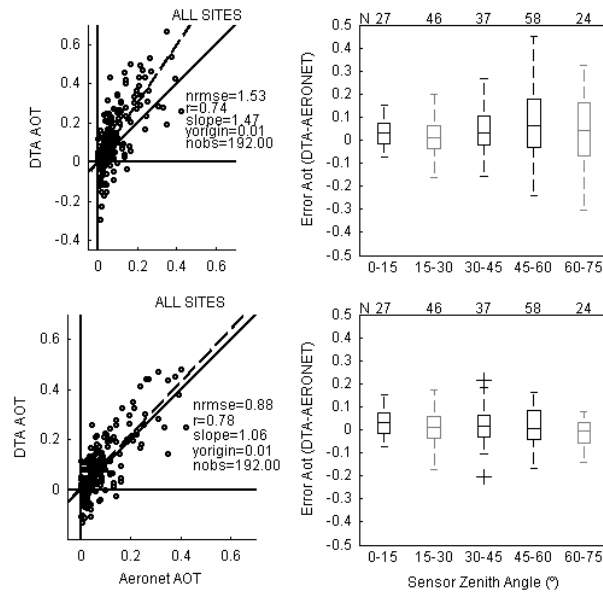 ALL SITES
0.6
0.4
0.2
0
-0.2
-0.4
DTA AOT
nrmse=1.53
r=0.74
slope=1.47
yorigin=0.01
nobs=192.00
0 0.2 0.4 0.6
N 27 46 37 58 24
0.5
0.4
0.3
0.2
0.1
0
-0.1
-0.2
-0.3
-0.4
-0.5
Error Aot (DTA-AERONET)
0-15 15-30 30-45 45-60 60-75
ALL SITES
0.6
0.4
0.2
0
DTA AOT
nrmse=0.88
r=0.78
slope=1.06
yorigin=0.01
nobs=192.00
0 0.2 0.4 0.6
Aeronet AOT
N 27 46 37 58 24
0.5
0.4
0.3
0.2
0.1
0
-0.1
-0.2
-0.3
-0.4
-0.5
Error Aot (DTA-AERONET)
0-15 15-30 30-45 45-60 60-75
Sensor Zenith Angle (º)